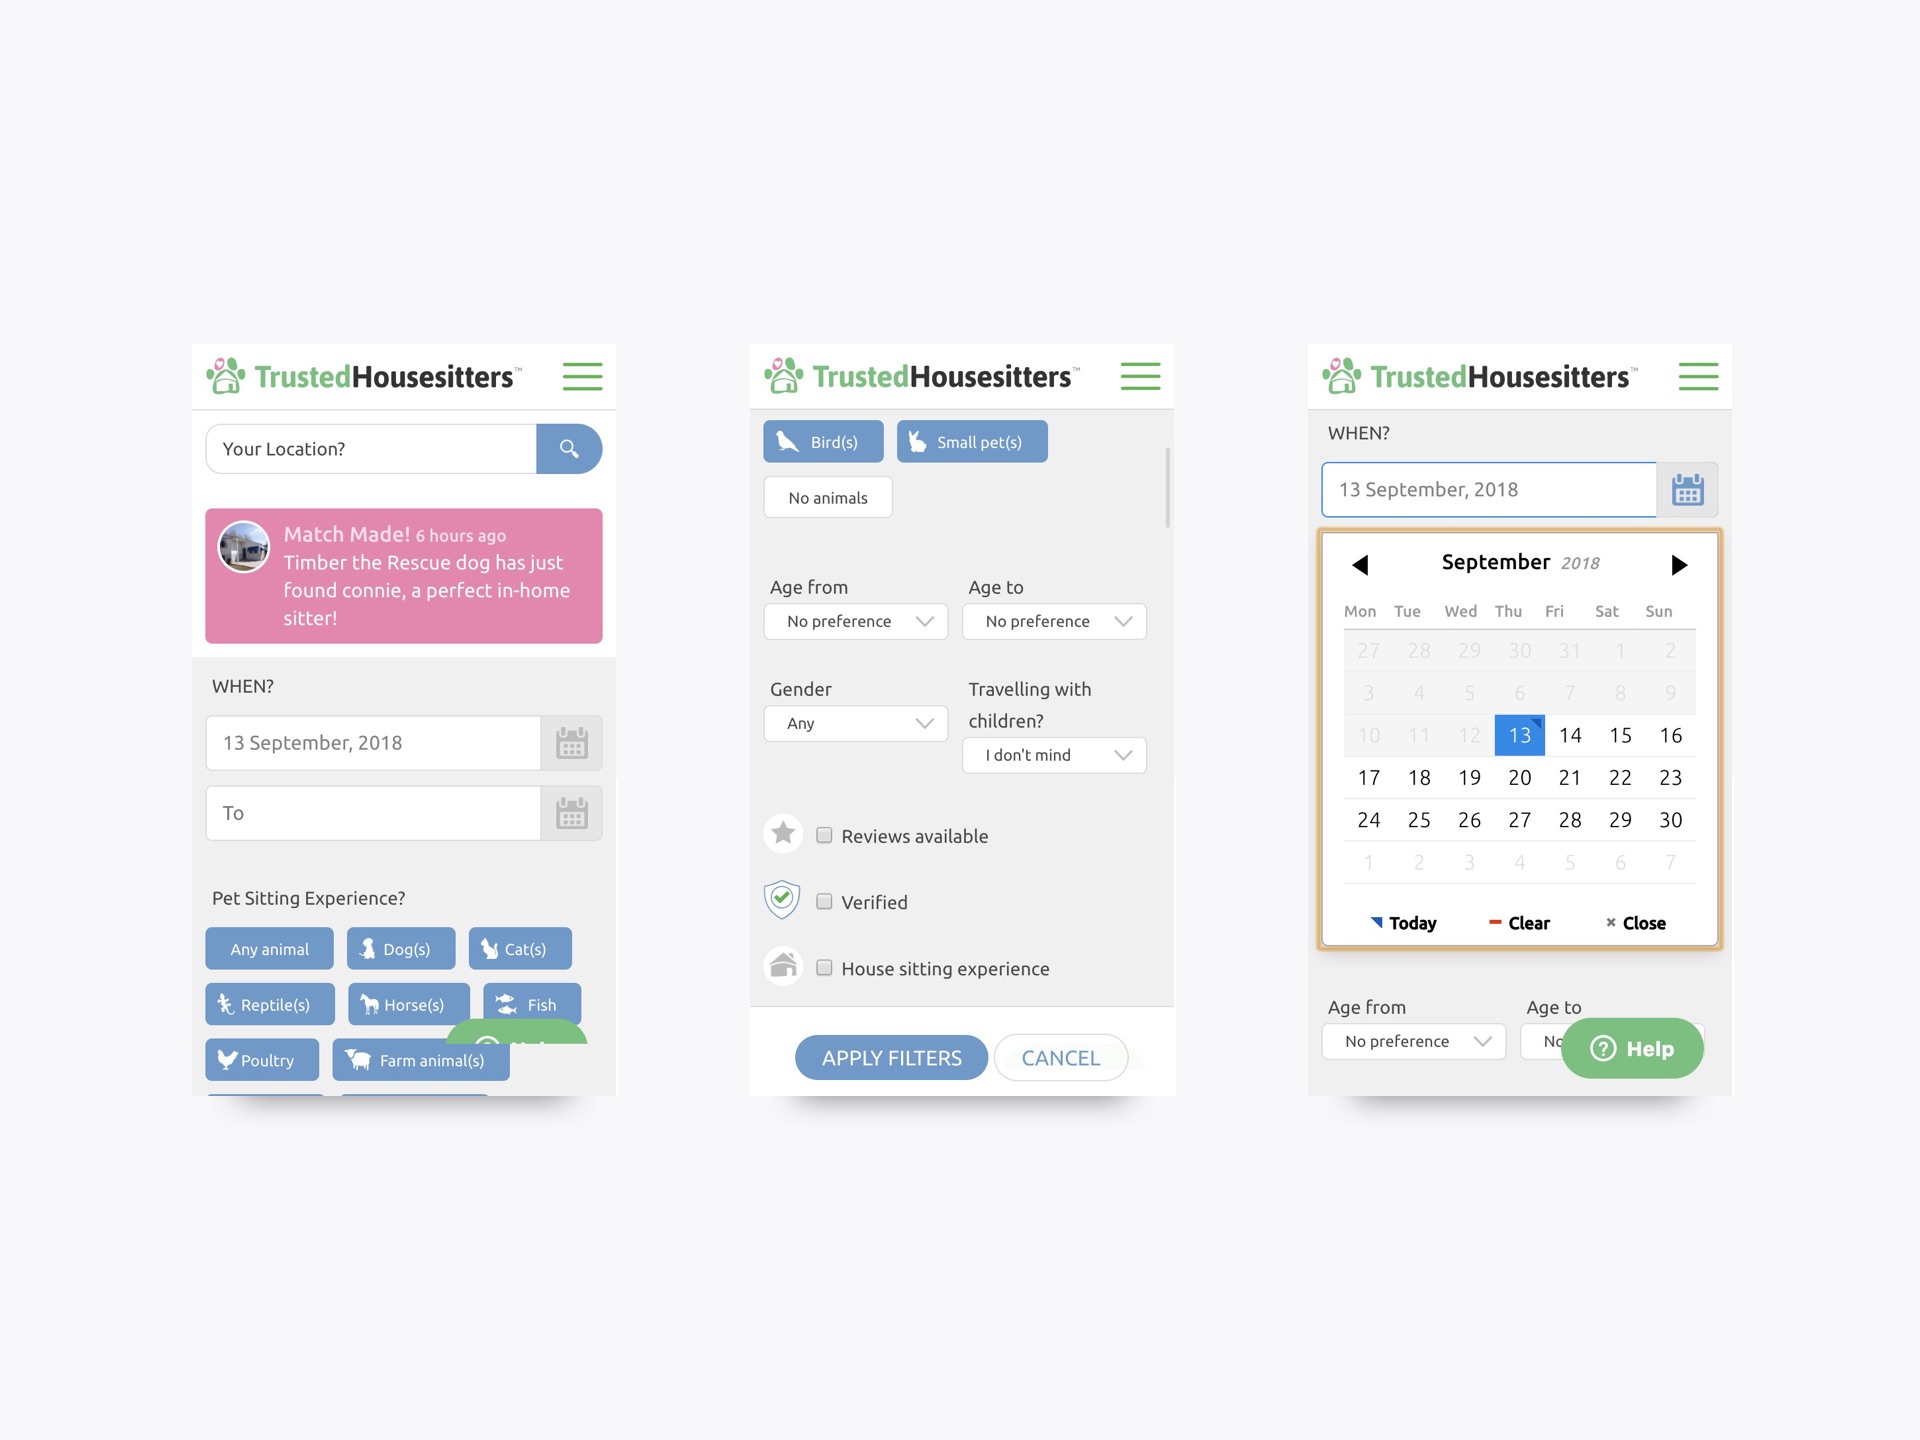 TrustedHousesitters™
Your Location?
Match Made! 6 hours ago
Timber the Rescue dog has just
found connie, a perfect in-home
sitter!
WHEN?
13 September, 2018
To
Pet Sitting Experience?
Any animal
Dog(s)
Cat(s)
Reptile(s)
Horse(s)
Fish
Poultry
Farm animal(s)
TrustedHousesitters™
Bird(s)
Small pet(s)
No animals
Age from
Age to
No preference
No preference
Gender
Travelling with
children?
Any
I don't mind
Reviews available
Verified
House sitting experience
APPLY FILTERS
CANCEL
TrustedHousesitters™
WHEN?
13 September, 2018
September 2018
Mon Tue Wed Thu Fri Sat Sun
27 28 29 30 31 1 2
3 4 5 6 7 8 9
10 11 12 13 14 15 16
17 18 19 20 21 22 23
24 25 26 27 28 29 30
1 2 3 4 5 6 7
Today
Clear
Close
Age from
Age to
No preference
No
Help